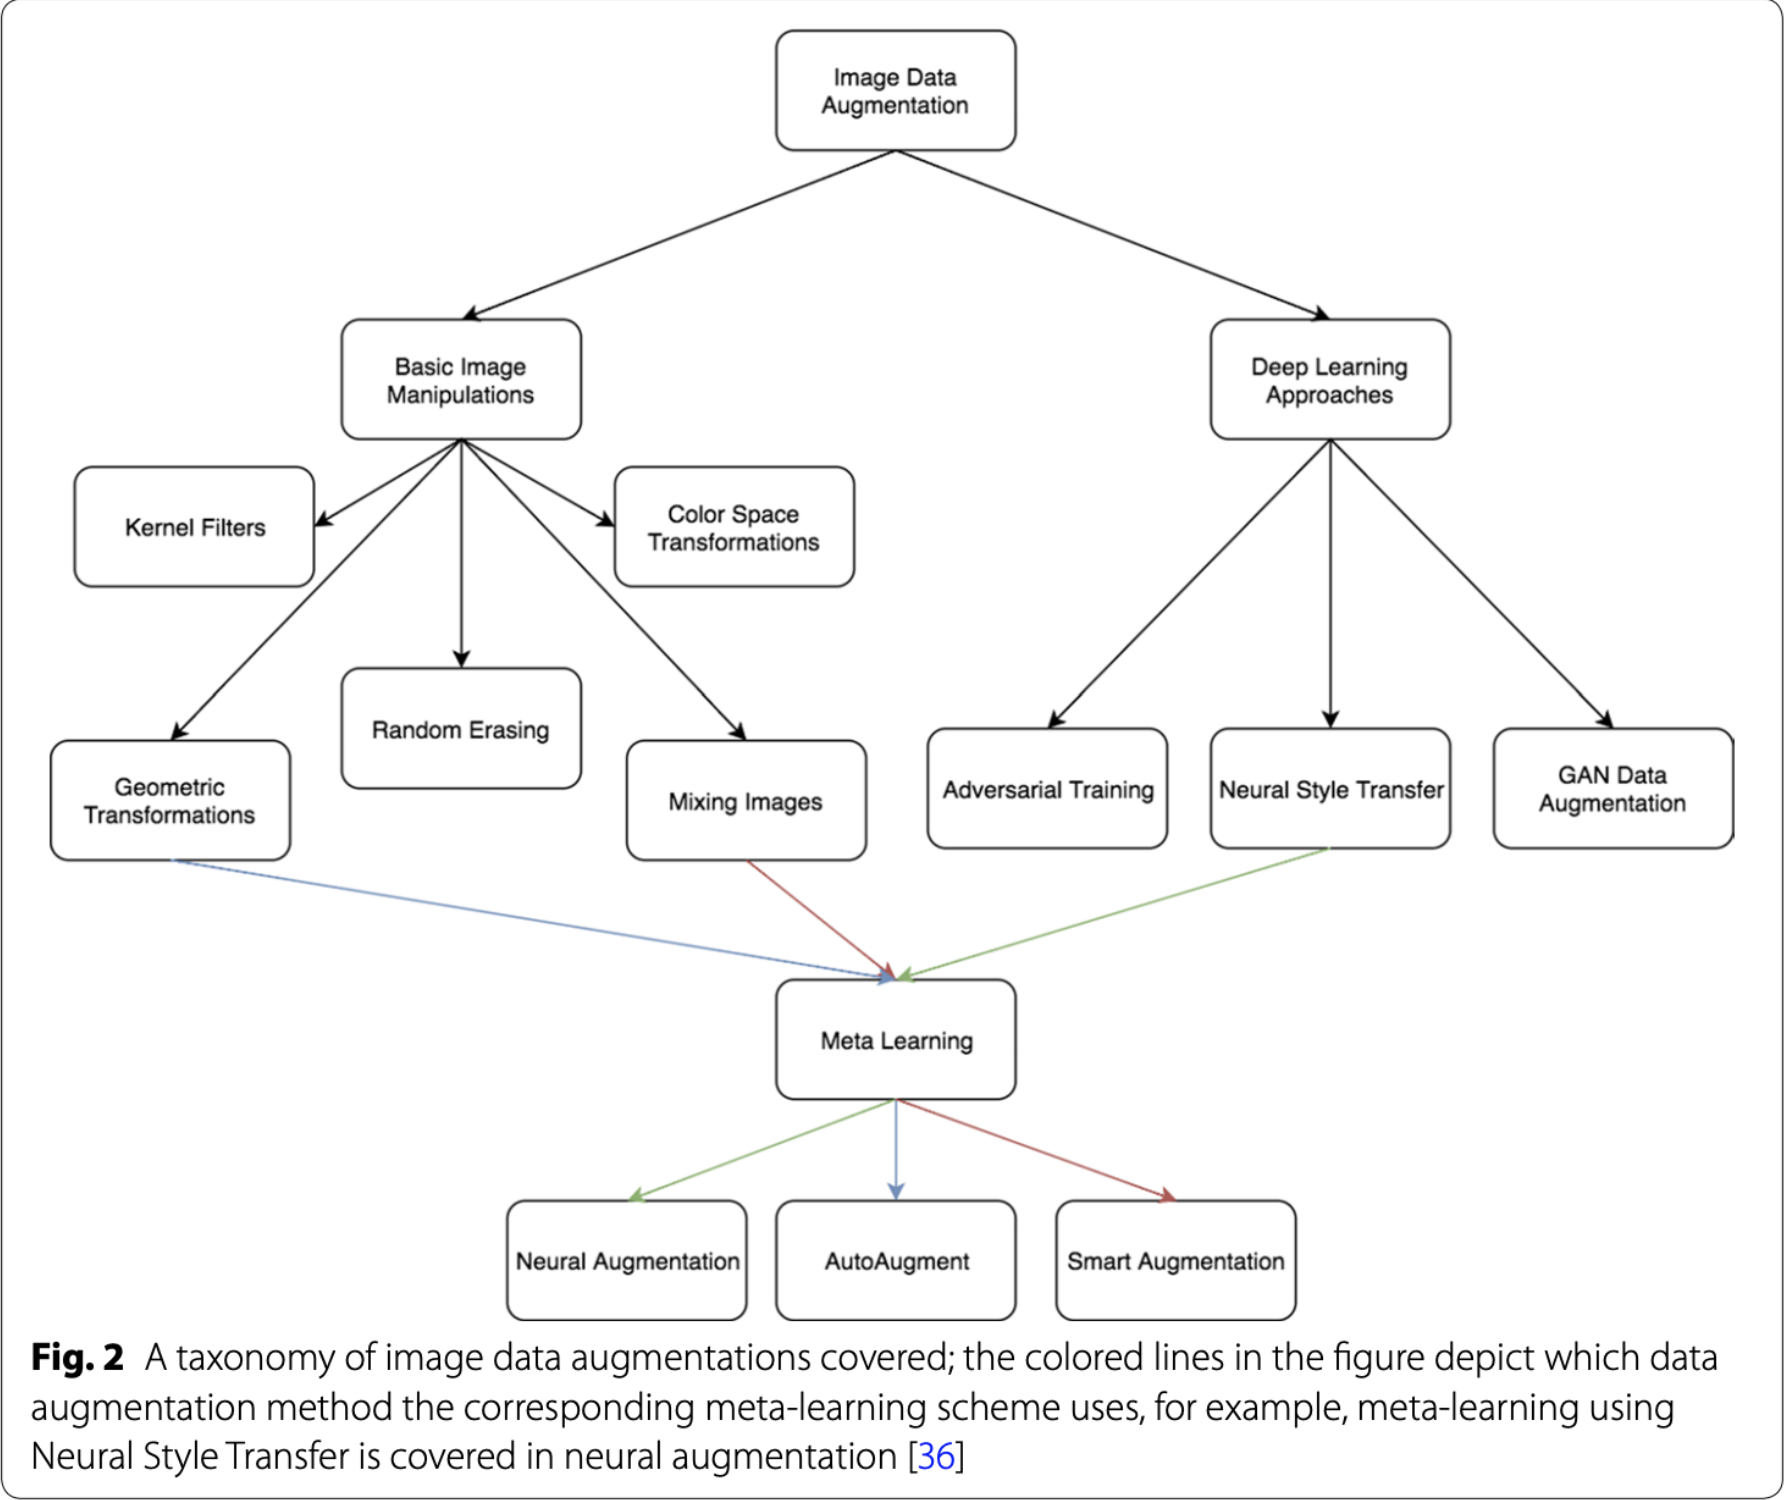 Image Data
Augmentation
Basic Image
Manipulations
Deep Learning
Approaches
Kernel Filters
Color Space
Transformations
Geometric
Transformations
Random Erasing
Mixing Images
Adversarial Training
Neural Style Transfer
GAN Data
Augmentation
Meta Learning
Neural Augmentation
AutoAugment
Smart Augmentation
Fig. 2 A taxonomy of image data augmentations covered; the colored lines in the figure depict which data
augmentation method the corresponding meta-learning scheme uses, for example, meta-learning using
Neural Style Transfer is covered in neural augmentation [36]